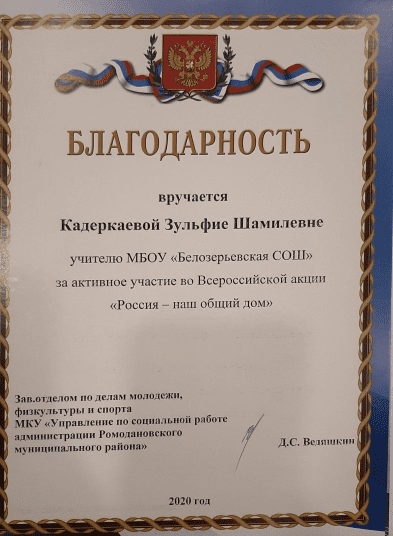 БЛАГОДАРНОСТЬ
вручается
Кадеркаевой Зульфие Шамилевне
учителю МБОУ «Белозерьевская СОШ»
за активное участие во Всероссийской акции
«Россия – наш общий дом»
Зав.отделом по делам молодежи,
физкультуры и спорта
МКУ «Управление по социальной работе
администрации Ромодановского
муниципального района»
Д.С. Ведяшкин
2020 год